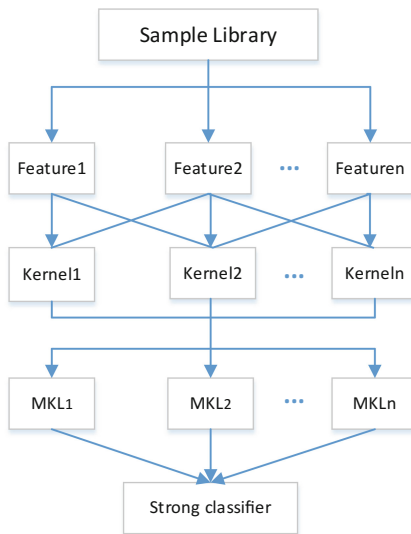 Sample Library
Feature1 Feature2 ... Featuren
Kernel1 Kernel2 ... Kerneln
MKL1 MKL2 ... MKLn
Strong classifier